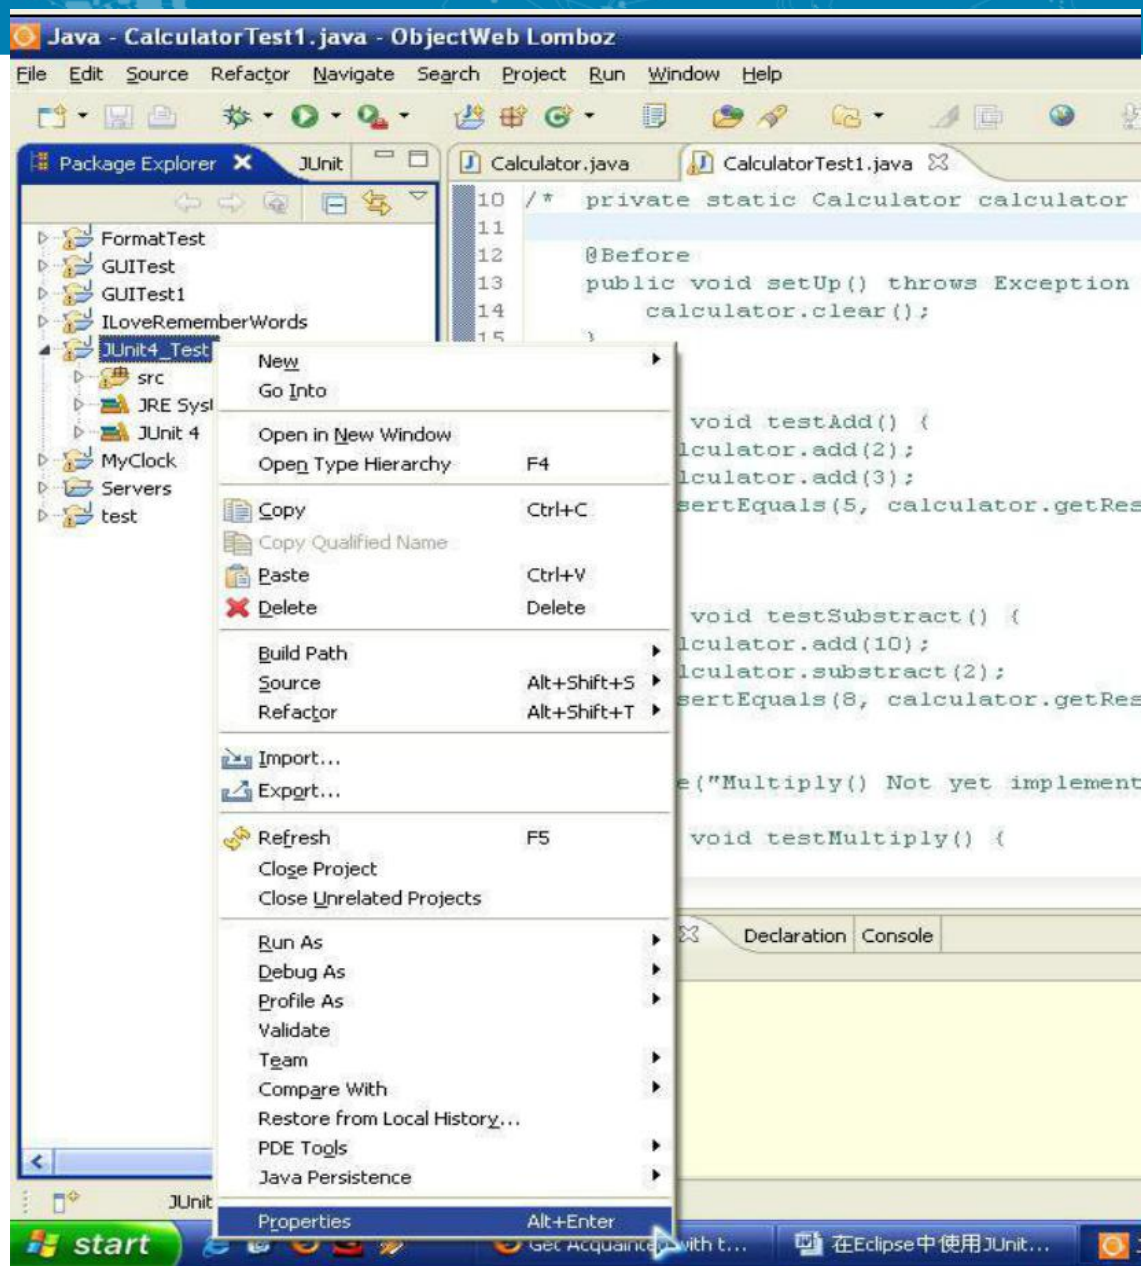 Java - CalculatorTest1.java - ObjectWeb Lomboz
File Edit Source Refactor Navigate Search Project Run Window Help
Package Explorer JUnit
Calculator.java CalculatorTest1.java
FormatTest
GUITest
GUITest1
ILoveRememberWords
JUnit4_Test
src
JRE Sys
JUnit 4
MyClock
Servers
test
10 /* private static Calculator calculator
11
12 @Before
13 public void setUp() throws Exception
14 calculator.clear();
15 }
void testAdd() {
lculator.add(2);
lculator.add(3);
sertEquals(5, calculator.getRes
void testSubstract() {
lculator.add(10);
lculator.substract(2);
sertEquals(8, calculator.getRes
e("Multiply() Not yet implement
void testMultiply() {
New
Go Into
Open in New Window
Open Type Hierarchy F4
Copy Ctrl+C
Copy Qualified Name
Paste Ctrl+V
Delete Delete
Build Path
Source Alt+Shift+S
Refactor Alt+Shift+T
Import...
Export...
Refresh F5
Close Project
Close Unrelated Projects
Run As
Debug As
Profile As
Validate
Team
Compare With
Restore from Local History...
PDE Tools
Java Persistence
Properties Alt+Enter
Declaration Console
JUnit
start
Get Acquainted with t...
在Eclipse中使用JUnit...